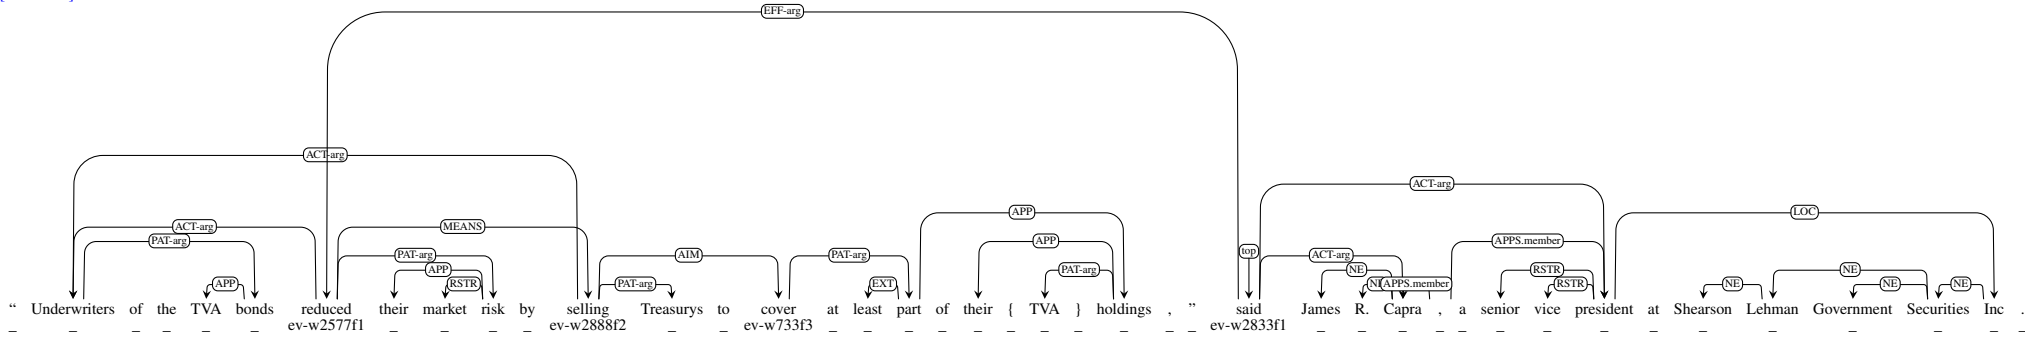 EFF-arg
ACT-arg
ACT-arg
APP
ACT-arg MEANS LOC
PAT-arg APP APPS.member
top
PAT-arg AIM PAT-arg ACT-arg
APP PAT-arg NE RSTR NE
APP RSTR PAT-arg EXT APPS.member RSTR NE NE NE
“ Underwriters of the TVA bonds reduced their market risk by selling Treasurys to cover at least part of their { TVA } holdings , ” said James R. Capra , a senior vice president at Shearson Lehman Government Securities Inc .
_ _ _ _ _ _ ev-w2577f1 _ _ _ _ ev-w2888f2 _ _ ev-w733f3 _ _ _ _ _ _ _ _ _ _ _ ev-w2833f1 _ _ _ _ _ _ _ _ _ _ _ _ _ _ _